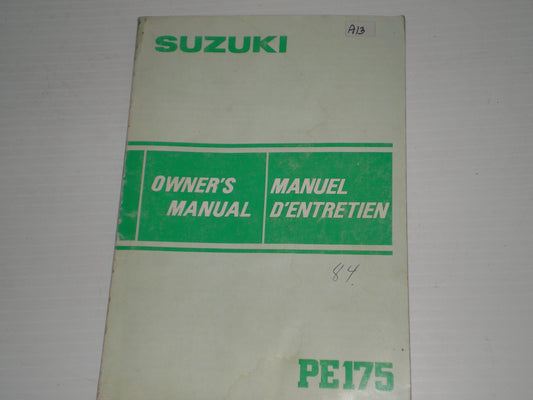 SUZUKI
A13
OWNER'S
MANUAL
MANUEL
D'ENTRETIEN
84
PE175